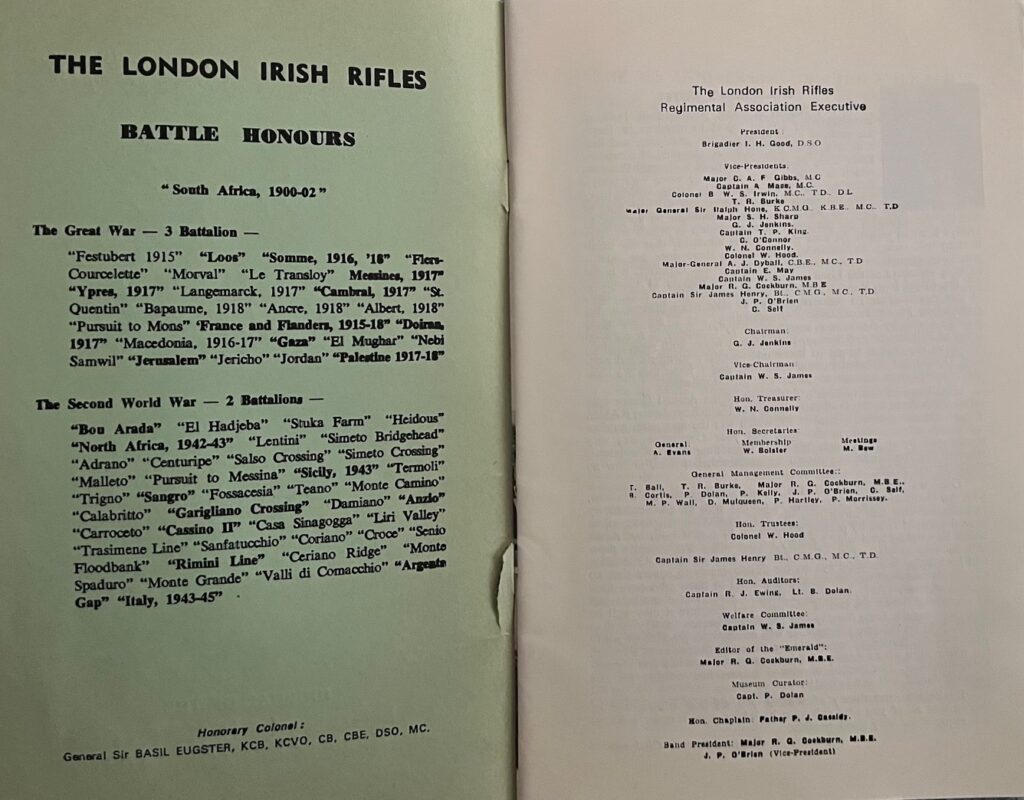 THE LONDON IRISH RIFLES
BATTLE HONOURS
"South Africa, 1900-02"
The Great War — 3 Battalion —
"Festubert 1915" "Loos" "Somme, 1916, '18" "Flers-
Courcelette" "Morval" "Le Transloy" Messines, 1917"
"Ypres, 1917" "Langemarck, 1917" "Cambrai, 1917" "St.
Quentin" "Bapaume, 1918" "Ancre, 1918" "Albert, 1918"
"Pursuit to Mons" 'France and Flanders, 1915-18" "Doiran,
1917" "Macedonia, 1916-17" "Gaza" "El Mughar" "Nebi
Samwil" "Jerusalem" "Jericho" "Jordan" "Palestine 1917-18"
The Second World War — 2 Battalions —
"Bou Arada" "El Hadjeba" "Stuka Farm" "Heidous"
"North Africa, 1942-43" "Lentini" "Simeto Bridgehead"
"Adrano" "Centuripe" "Salso Crossing" "Simeto Crossing"
"Malleto" "Pursuit to Messina" "Sicily, 1943" "Termoli"
"Trigno" "Sangro" "Fossacesia" "Teano" "Monte Camino"
"Calabritto" "Garigliano Crossing" "Damiano" "Anzio"
"Carroceto" "Cassino II" "Casa Sinagogga" "Liri Valley"
"Trasimene Line" "Sanfatucchio" "Coriano" "Croce" "Senio
Floodbank" "Rimini Line" "Ceriano Ridge" "Monte
Spaduro" "Monte Grande" "Valli di Comacchio" "Argenta
Gap" "Italy, 1943-45"
Honorary Colonel:
General Sir BASIL EUGSTER, KCB, KCVO, CB, CBE, DSO, MC.
The London Irish Rifles
Regimental Association Executive
President:
Brigadier I. H. Good, DSO
Vice-Presidents:
Major C. A. F Gibbs, M.C
Captain A Mace, M.C.
Colonel B W. S. Irwin, M.C., T.D., D L
T. R. Burke
Major General Sir Ralph Hone, K.C.M.G., K.B.E., M.C., T.D
Major S. H. Sharp
G. J. Jenkins.
Captain T. P. King.
C. O'Connor
W. N. Connelly.
Colonel W. Hood.
Major-General A. J. Dyball, C.B.E., M.C., T.D
Captain E. May
Captain W. S. James
Major R. Q. Cockburn, M.B E
Captain Sir James Henry, Bt., C.M.G., M.C., T.D
J. P. O'Brien
C. Self
Chairman:
G. J. Jenkins
Vice-Chairman:
Captain W. S. James
Hon. Treasurer:
W. N. Connelly
Hon. Secretaries:
General: Membership Meetings
A. Evans W. Bolster M. Rew
General Management Committee::
T. Ball, T. R. Burke, Major R. Q. Cockburn, M.B.E.,
Cortis, P Dolan, P. Kelly, J. P. O'Brien, C. Self,
M. P. Wall, D. Mulqueen, P. Hartley, P. Morrissey.
Hon. Trustees:
Colonel W. Hood
Captain Sir James Henry Bt., C.M.G., M.C., T.D.
Hon. Auditors:
Captain R. J. Ewing, Lt. B. Dolan.
Welfare Committee:
Captain W. S. James
Editor of the "Emerald":
Major R. Q. Cockburn, M.B.E.
Museum Curator:
Capt. P. Dolan
Hon. Chaplain: Father P. J. Cassidy.
Band President: Major R. Q. Cockburn, M.B.E.
J. P. O'Brien (Vice-President)